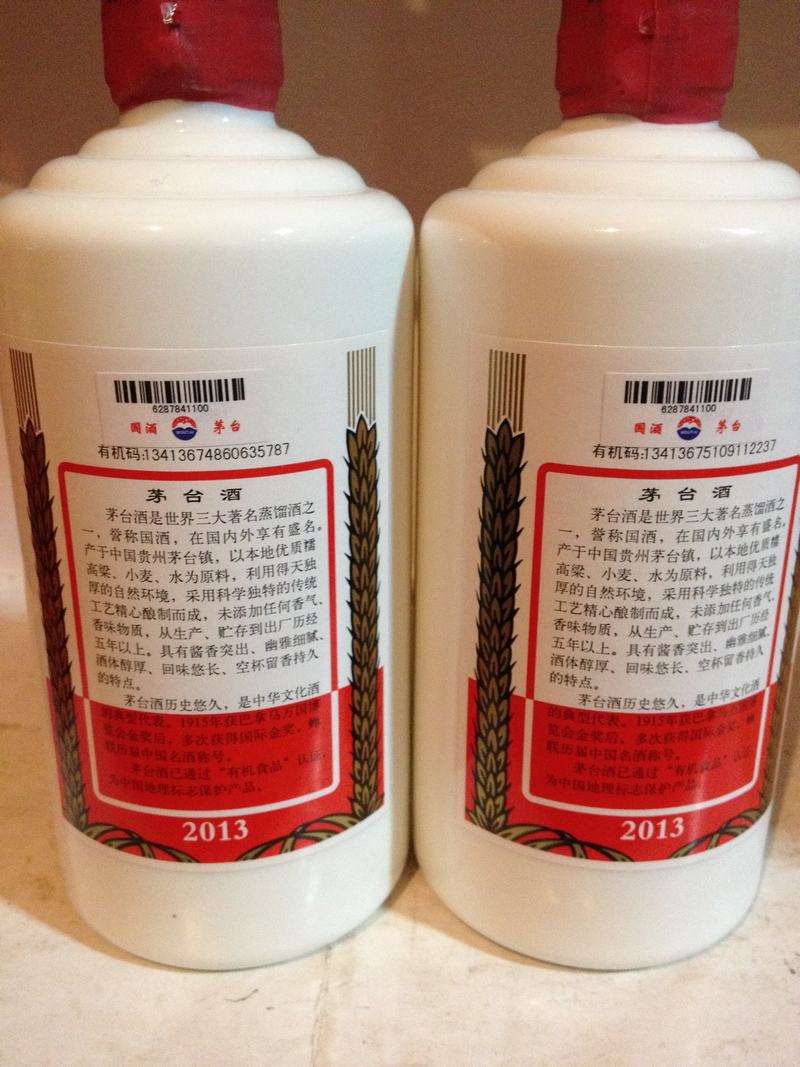 6287841100
國酒 茅台
有机码:13413674860635787
茅台酒
茅台酒是世界三大著名蒸馏酒之
一，誉称国酒，在国内外享有盛名。
产于中国贵州茅台镇，以本地优质糯
高粱、小麦、水为原料，利用得天独
厚的自然环境，采用科学独特的传统
工艺精心酿制而成，未添加任何香气、
香味物质，从生产、贮存到出厂历经
五年以上。具有酱香突出、幽雅细腻、
酒体醇厚、回味悠长、空杯留香持久
的特点。
茅台酒历史悠久，是中华文化酒
的典型代表。1915年获巴拿马万国博
览会金奖后，多次获得国际金奖，蝉
联历届中国名酒称号。
茅台酒已通过“有机食品”认证，
为中国地理标志保护产品。
2013
6287841100
國酒 茅台
有机码:13413675109112237
茅台酒
茅台酒是世界三大著名蒸馏酒之
一，誉称国酒，在国内外享有盛名。
产于中国贵州茅台镇，以本地优质糯
高粱、小麦、水为原料，利用得天独
厚的自然环境，采用科学独特的传统
工艺精心酿制而成，未添加任何香气、
香味物质，从生产、贮存到出厂历经
五年以上。具有酱香突出、幽雅细腻、
酒体醇厚、回味悠长、空杯留香持久
的特点。
茅台酒历史悠久，是中华文化酒
的典型代表。1915年获巴拿马万国博
览会金奖后，多次获得国际金奖，蝉
联历届中国名酒称号。
茅台酒已通过“有机食品”认证，
为中国地理标志保护产品。
2013